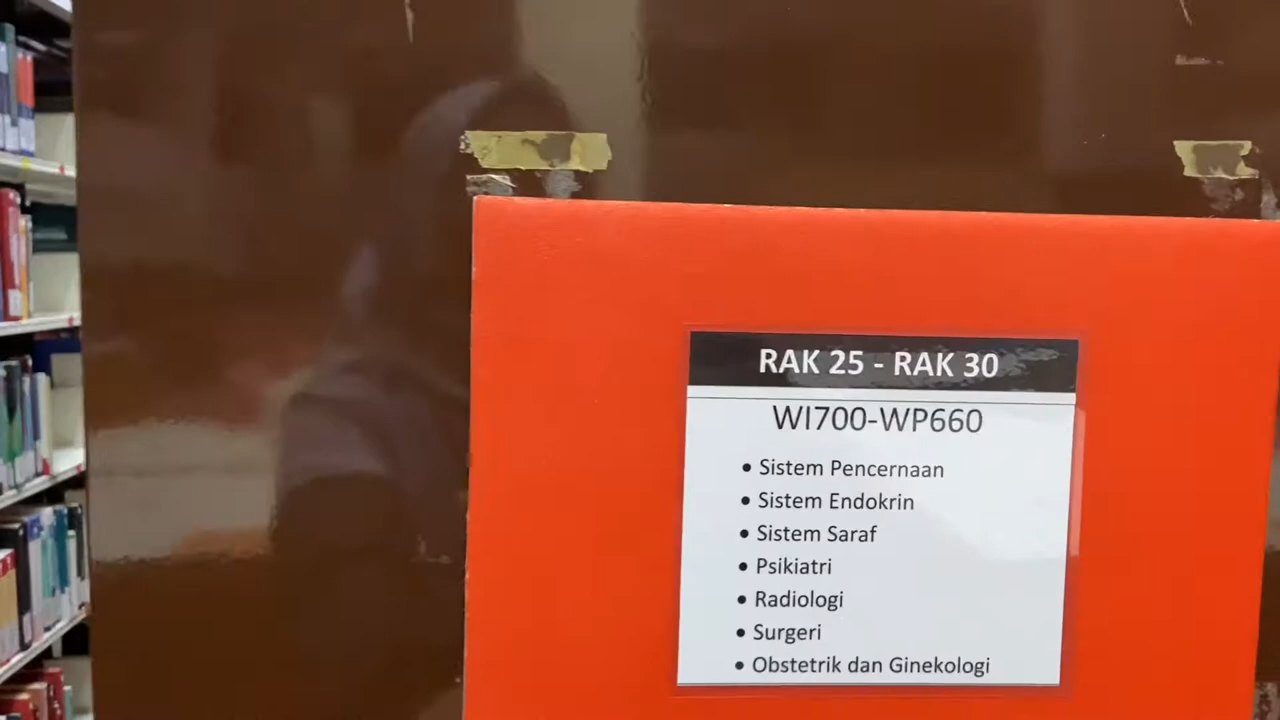 RAK 25 - RAK 30
WI700-WP660
• Sistem Pencernaan
• Sistem Endokrin
• Sistem Saraf
• Psikiatri
• Radiologi
• Surgeri
• Obstetrik dan Ginekologi